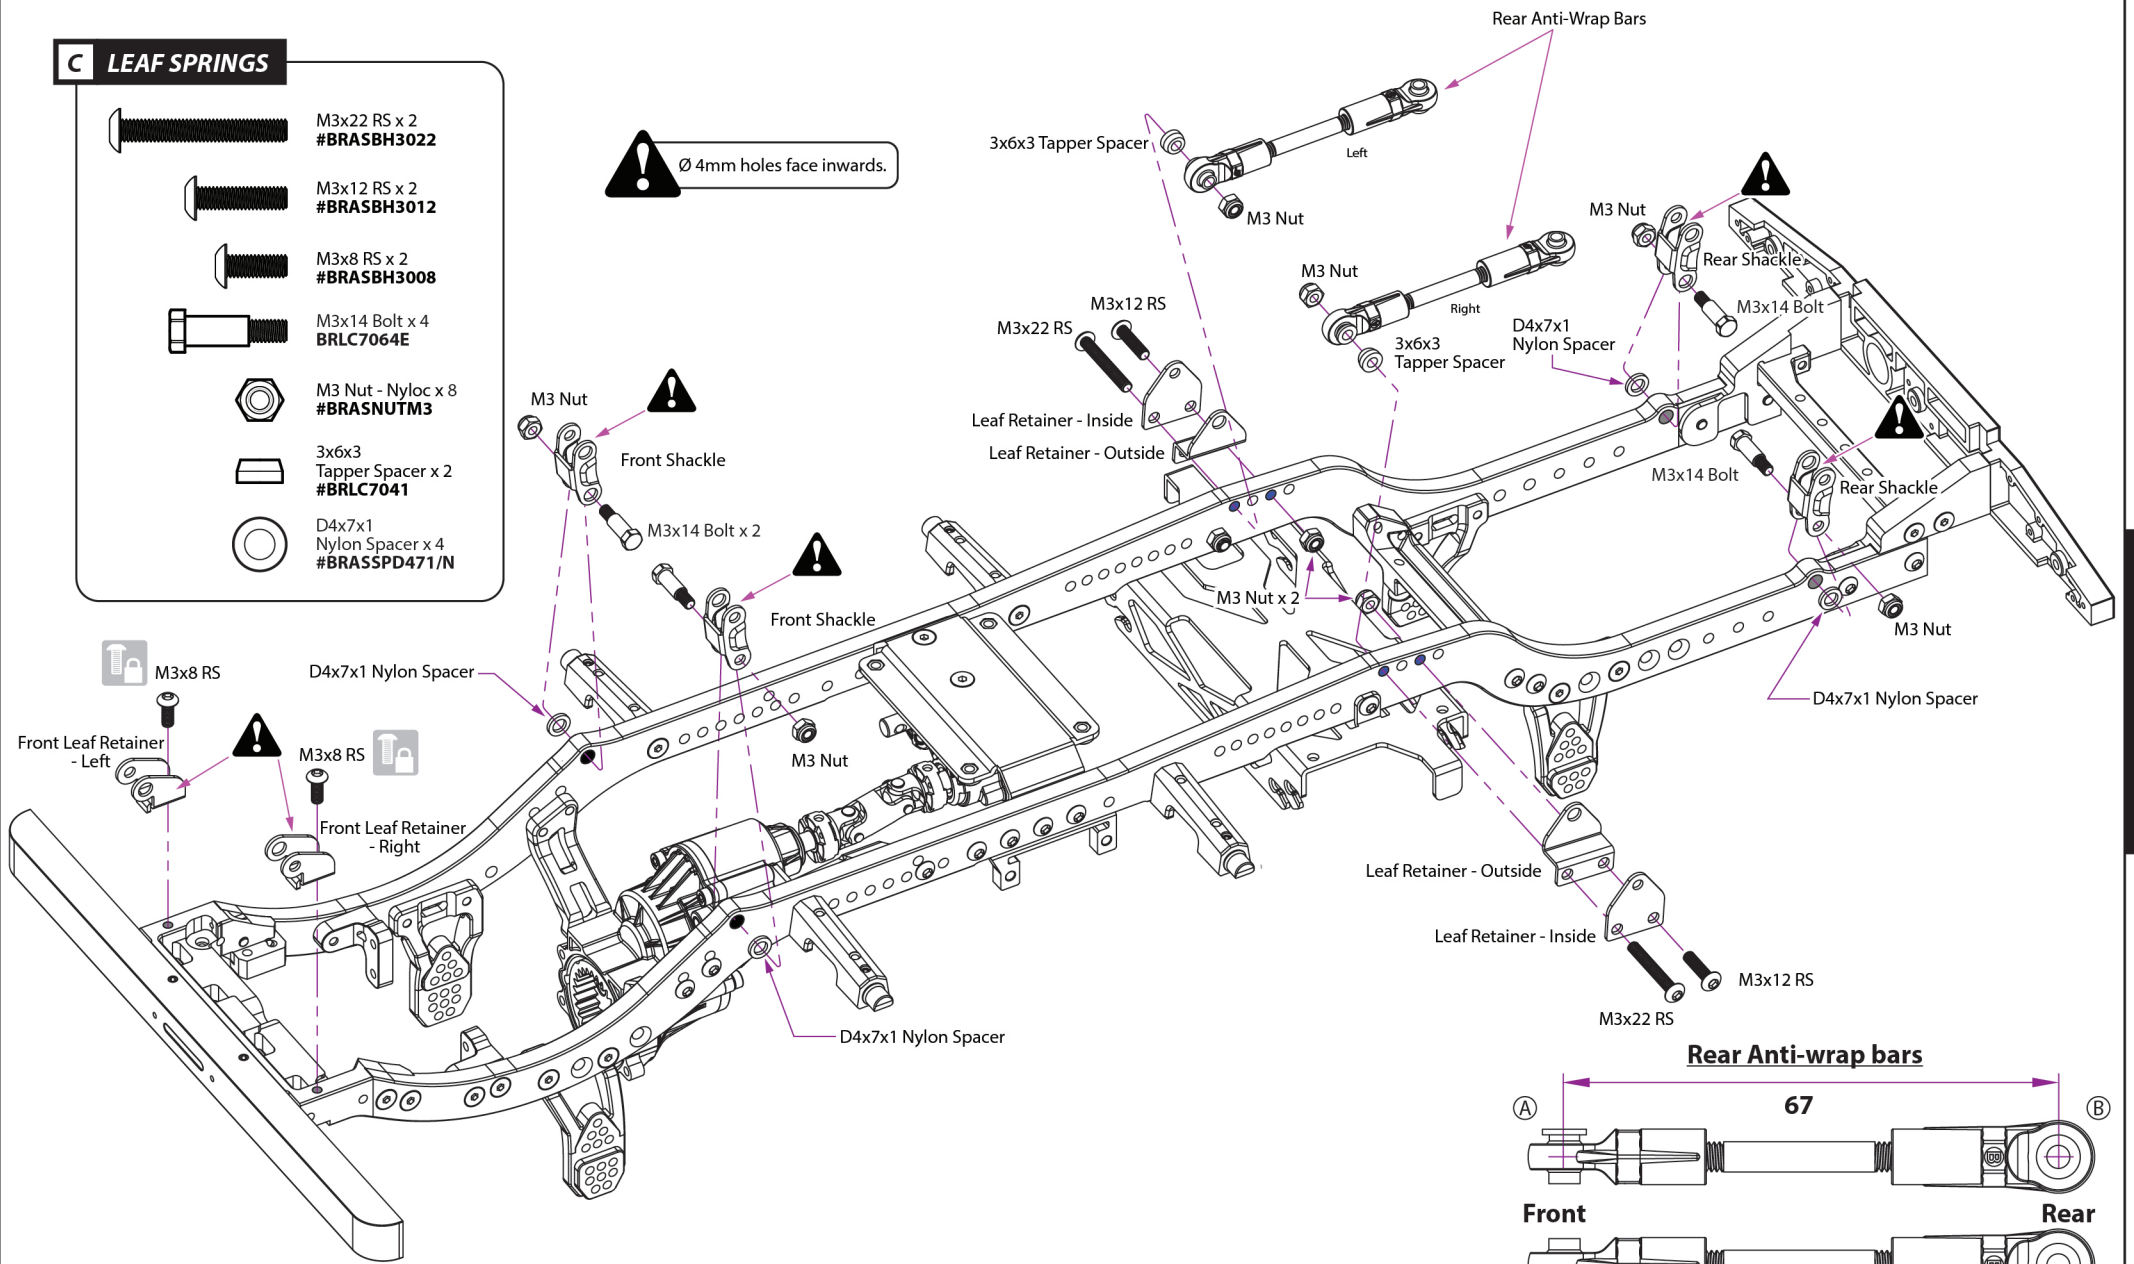 C LEAF SPRINGS
M3x22 RS x 2
#BRASBH3022
M3x12 RS x 2
#BRASBH3012
M3x8 RS x 2
#BRASBH3008
M3x14 Bolt x 4
BRLC7064E
M3 Nut - Nyloc x 8
#BRASNUTM3
3x6x3
Tapper Spacer x 2
#BRLC7041
D4x7x1
Nylon Spacer x 4
#BRASSPD471/N
! Ø 4mm holes face inwards.
Rear Anti-Wrap Bars
3x6x3 Tapper Spacer
Left
M3 Nut
M3 Nut
Right
3x6x3
Tapper Spacer
M3 Nut
!
Rear Shackle
M3x14 Bolt
D4x7x1
Nylon Spacer
M3x12 RS
M3x22 RS
Leaf Retainer - Inside
Leaf Retainer - Outside
M3 Nut
!
Front Shackle
M3x14 Bolt x 2
!
Front Shackle
M3x14 Bolt
!
Rear Shackle
M3 Nut x 2
M3 Nut
D4x7x1 Nylon Spacer
D4x7x1 Nylon Spacer
M3 Nut
M3x8 RS
Front Leaf Retainer
- Left
!
M3x8 RS
Front Leaf Retainer
- Right
Leaf Retainer - Outside
Leaf Retainer - Inside
M3x12 RS
M3x22 RS
D4x7x1 Nylon Spacer
Rear Anti-wrap bars
A
67
B
B
Front
Rear